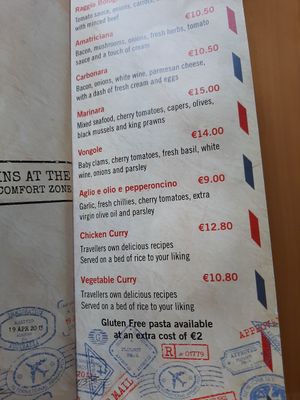 Raggia Bolog
Tomato sauce, onions, carrots,
with minced beef
€10.50
Amatriciana
Bacon, mushrooms, onions, fresh herbs, tomato
sauce and a touch of cream
€10.50
Carbonara
Bacon, onions, white wine, parmesan cheese,
with a dash of fresh cream and eggs
€15.00
Marinara
Mixed seafood, cherry tomatoes, capers, olives,
black mussels and king prawns
€14.00
Vongole
Baby clams, cherry tomatoes, fresh basil, white
wine, onions and parsley
Aglio e olio e pepperoncino €9.00
Garlic, fresh chillies, cherry tomatoes, extra
virgin olive oil and parsley
Chicken Curry €12.80
Travellers own delicious recipes
Served on a bed of rice to your liking
Vegetable Curry €10.80
Travellers own delicious recipes
Served on a bed of rice to your liking
Gluten Free pasta available
at an extra cost of €2
INS AT THE
COMFORT ZONE
R 01779
MAIL